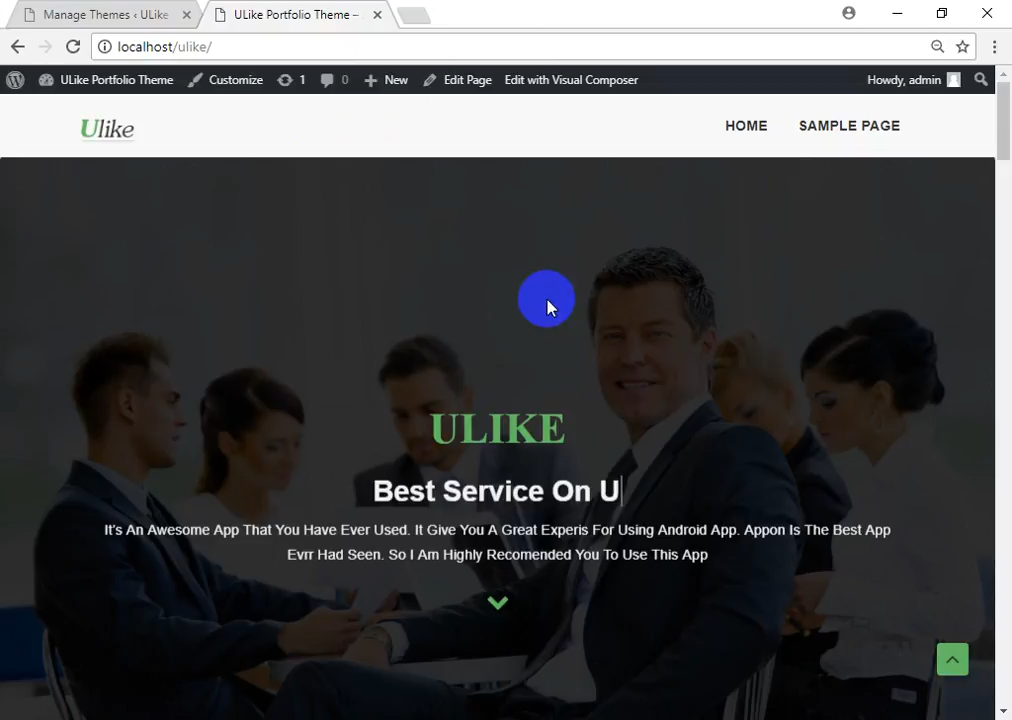 Manage Themes ‹ ULike
ULike Portfolio Theme –
localhost/ulike/
ULike Portfolio Theme Customize 1 0 New Edit Page Edit with Visual Composer Howdy, admin
Ulike
HOME SAMPLE PAGE
ULIKE
Best Service On U
It's An Awesome App That You Have Ever Used. It Give You A Great Experis For Using Android App. Appon Is The Best App
Evrr Had Seen. So I Am Highly Recomended You To Use This App